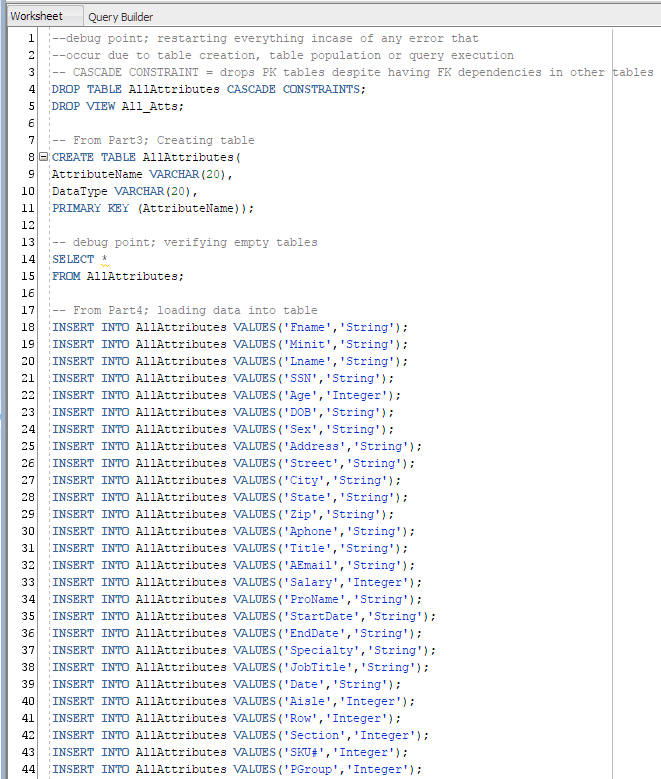 Worksheet Query Builder
1 --debug point; restarting everything incase of any error that
2 --occur due to table creation, table population or query execution
3 -- CASCADE CONSTRAINT = drops PK tables despite having FK dependencies in other tables
4 DROP TABLE AllAttributes CASCADE CONSTRAINTS;
5 DROP VIEW All_Atts;
6
7 -- From Part3; Creating table
8 CREATE TABLE AllAttributes(
9 AttributeName VARCHAR(20),
10 DataType VARCHAR(20),
11 PRIMARY KEY (AttributeName));
12
13 -- debug point; verifying empty tables
14 SELECT *
15 FROM AllAttributes;
16
17 -- From Part4; loading data into table
18 INSERT INTO AllAttributes VALUES('Fname','String');
19 INSERT INTO AllAttributes VALUES('Minit','String');
20 INSERT INTO AllAttributes VALUES('Lname','String');
21 INSERT INTO AllAttributes VALUES('SSN','String');
22 INSERT INTO AllAttributes VALUES('Age','Integer');
23 INSERT INTO AllAttributes VALUES('DOB','String');
24 INSERT INTO AllAttributes VALUES('Sex','String');
25 INSERT INTO AllAttributes VALUES('Address','String');
26 INSERT INTO AllAttributes VALUES('Street','String');
27 INSERT INTO AllAttributes VALUES('City','String');
28 INSERT INTO AllAttributes VALUES('State','String');
29 INSERT INTO AllAttributes VALUES('Zip','String');
30 INSERT INTO AllAttributes VALUES('Aphone','String');
31 INSERT INTO AllAttributes VALUES('Title','String');
32 INSERT INTO AllAttributes VALUES('AEmail','String');
33 INSERT INTO AllAttributes VALUES('Salary','Integer');
34 INSERT INTO AllAttributes VALUES('ProName','String');
35 INSERT INTO AllAttributes VALUES('StartDate','String');
36 INSERT INTO AllAttributes VALUES('EndDate','String');
37 INSERT INTO AllAttributes VALUES('Specialty','String');
38 INSERT INTO AllAttributes VALUES('JobTitle','String');
39 INSERT INTO AllAttributes VALUES('Date','String');
40 INSERT INTO AllAttributes VALUES('Aisle','Integer');
41 INSERT INTO AllAttributes VALUES('Row','Integer');
42 INSERT INTO AllAttributes VALUES('Section','Integer');
43 INSERT INTO AllAttributes VALUES('SKU#','Integer');
44 INSERT INTO AllAttributes VALUES('PGroup','Integer');